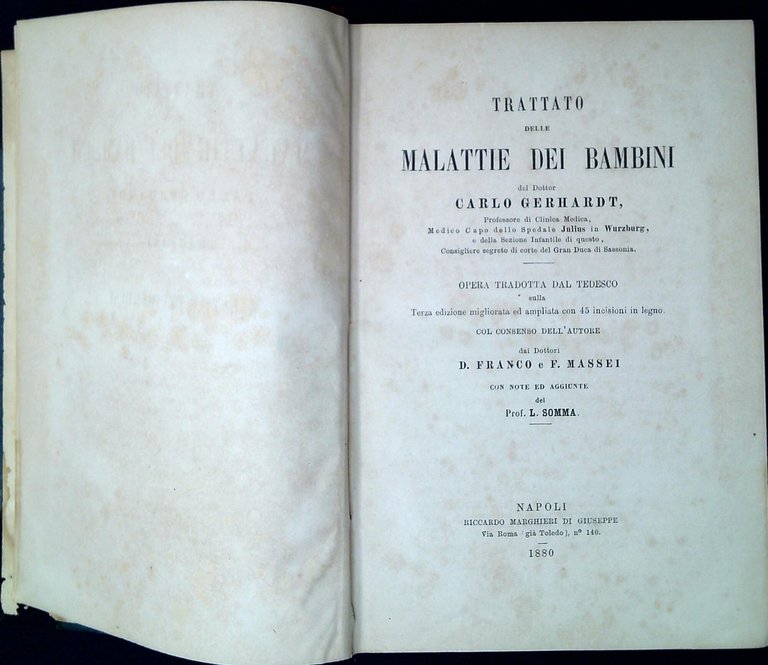 TRATTATO
DELLE
MALATTIE DEI BAMBINI
del Dottor
CARLO GERHARDT,
Professore di Clinica Medica,
Medico Capo dello Spedale Julius in Wurzburg,
e della Sezione Infantile di questo,
Consigliere segreto di corte del Gran Duca di Sassonia.
OPERA TRADOTTA DAL TEDESCO
sulla
Terza edizione migliorata ed ampliata con 45 incisioni in legno.
COL CONSENSO DELL'AUTORE
dai Dottori
D. FRANCO e F. MASSEI
CON NOTE ED AGGIUNTE
del
Prof. L. SOMMA.
NAPOLI
RICCARDO MARGHIERI DI GIUSEPPE
Via Roma (già Toledo), n° 140.
1880